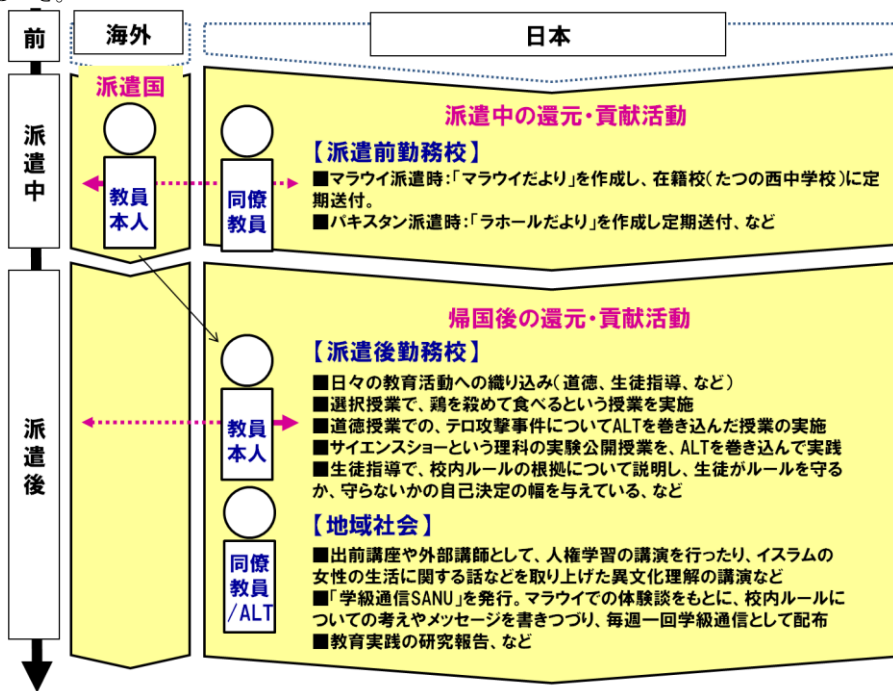 前
海外
日本
派遣中
派遣国
教員
本人
同僚
教員
派遣中の還元・貢献活動
【派遣前勤務校】
■マラウイ派遣時:「マラウイだより」を作成し、在籍校(たつの西中学校)に定
期送付。
■パキスタン派遣時:「ラホールだより」を作成し定期送付、など
派遣後
教員
本人
同僚
教員
/ALT
帰国後の還元・貢献活動
【派遣後勤務校】
■日々の教育活動への織り込み(道徳、生徒指導、など)
■選択授業で、鶏を殺めて食べるという授業を実施
■道徳授業での、テロ攻撃事件についてALTを巻き込んだ授業の実施
■サイエンスショーという理科の実験公開授業を、ALTを巻き込んで実践
■生徒指導で、校内ルールの根拠について説明し、生徒がルールを守る
か、守らないかの自己決定の幅を与えている、など
【地域社会】
■出前講座や外部講師として、人権学習の講演を行ったり、イスラムの
女性の生活に関する話などを取り上げた異文化理解の講演など
■「学級通信SANU」を発行。マラウイでの体験談をもとに、校内ルールに
ついての考えやメッセージを書きつづり、毎週一回学級通信として配布
■教育実践の研究報告、など